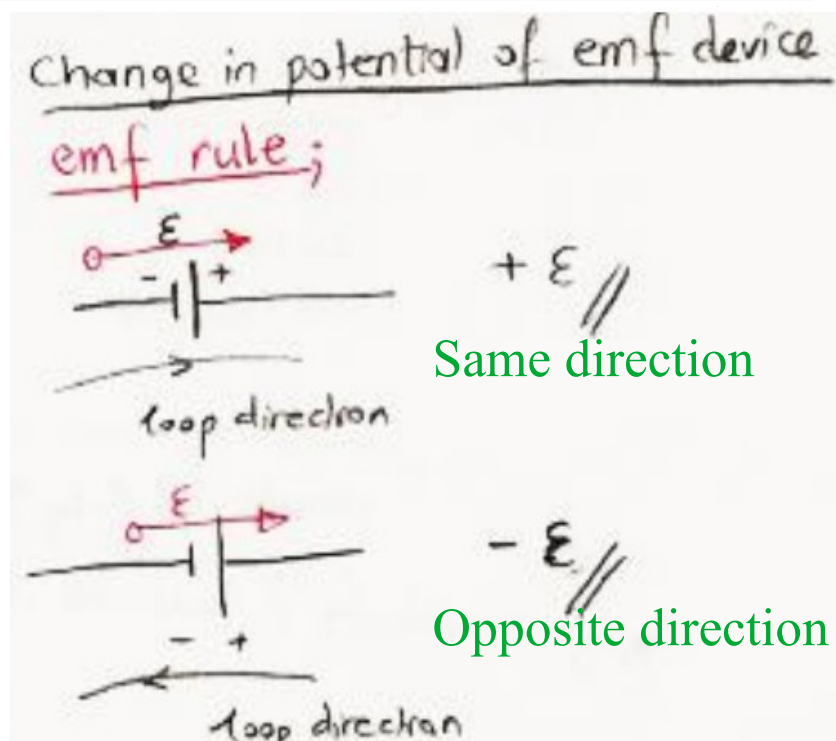 Change in potential of emf device
emf rule;
ε
- +
+ ε
Same direction
loop direction
ε
- ε
- +
Opposite direction
loop direction